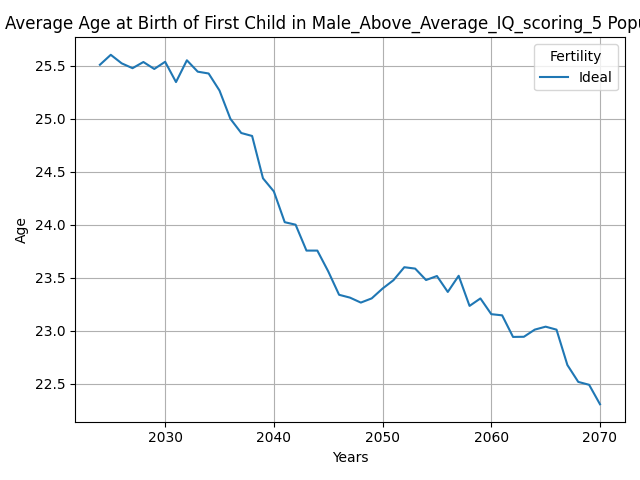 Average Age at Birth of First Child in Male_Above_Average_IQ_scoring_5 Popu
Fertility
Ideal
25.5
25.0
24.5
24.0
23.5
23.0
22.5
Age
2030 2040 2050 2060 2070
Years